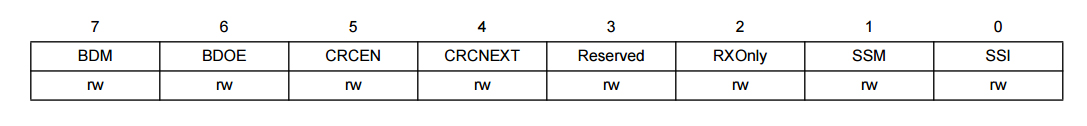 7 6 5 4 3 2 1 0
BDM BDOE CRCEN CRCNEXT Reserved RXOnly SSM SSI
rw rw rw rw rw rw rw rw